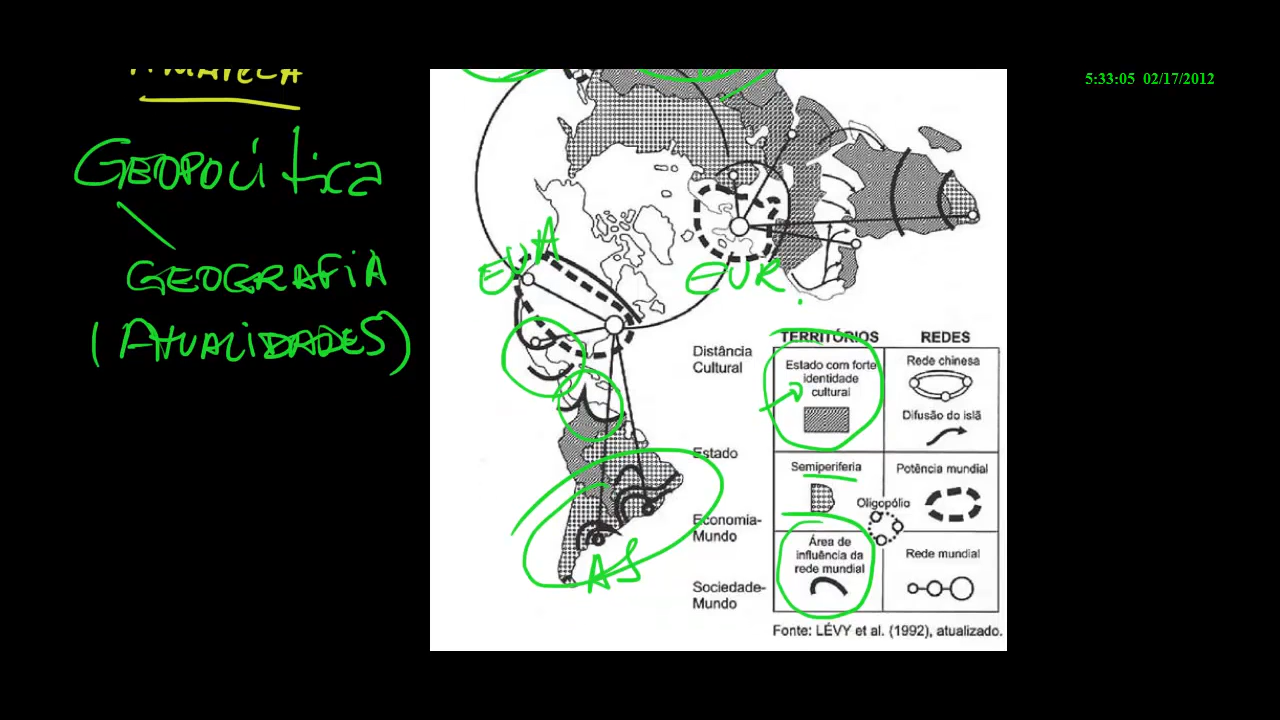 5:33:05 02/17/2012
GEOPOLÍtica
GEOGRAFIA
(ATUALIDADES)
EUA
EUR.
AS
TERRITÓRIOS
REDES
Distância
Cultural
Estado com forte
identidade
cultural
Rede chinesa
Difusão do islã
Estado
Semiperiferia
Potência mundial
Oligopólio
Economia-
Mundo
Área de
influência da
rede mundial
Rede mundial
Sociedade-
Mundo
Fonte: LÉVY et al. (1992), atualizado.